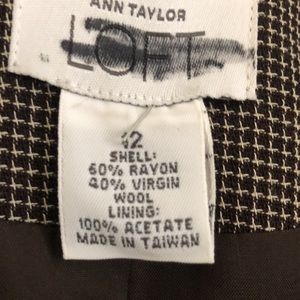 ANN TAYLOR
LOFT
12
SHELL:
60% RAYON
40% VIRGIN
WOOL
LINING:
100% ACETATE
MADE IN TAIWAN